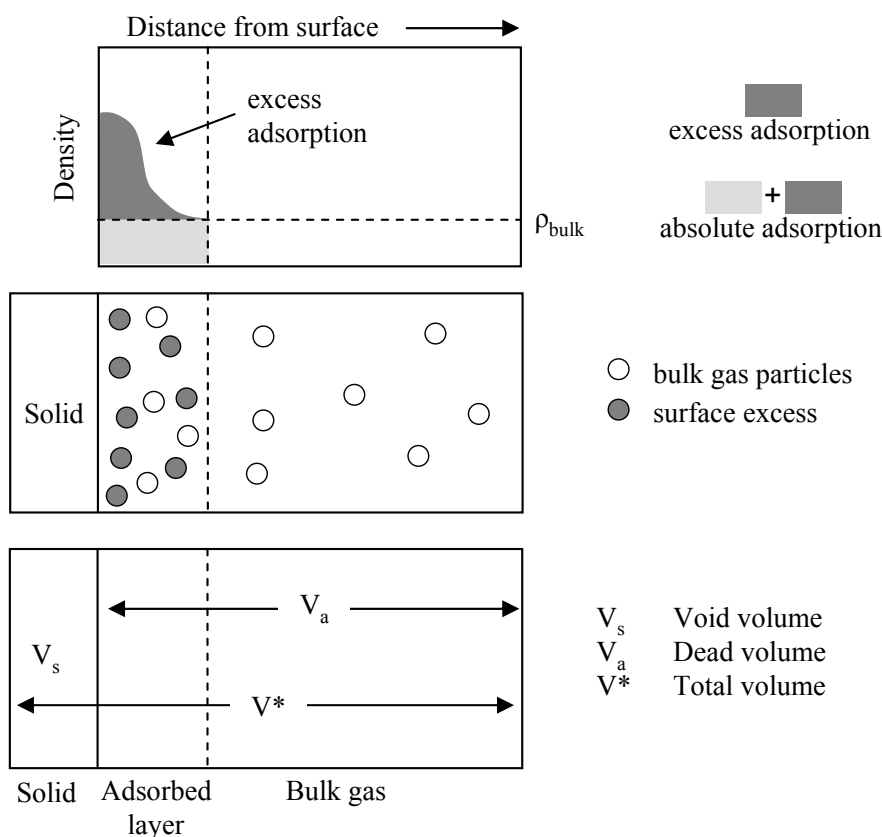 Distance from surface
Density
excess
adsorption
ρbulk
excess adsorption
+
absolute adsorption
Solid
bulk gas particles
surface excess
Va
Vs
V*
Vs Void volume
Va Dead volume
V* Total volume
Solid Adsorbed Bulk gas
layer